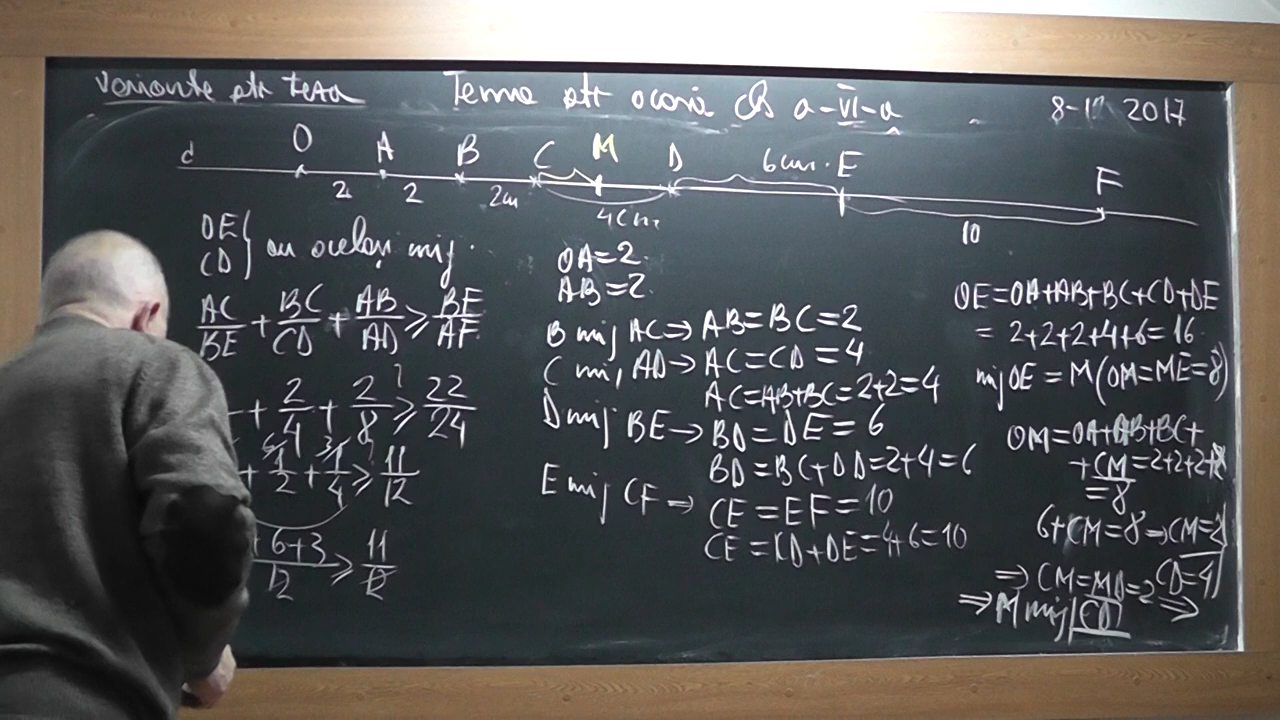 variante ptr teza Tema ptr acasă cls a-VI-a 8-12 2017
d O A B C M D 6cm. E F
2 2 2cm 4cm 10
OE
CD } au același mij.
AC/BE + BC/CD + AB/AD ≥ BE/AF
+ 2/4 + 2/8 ≥? 22/24
+ 1/2 + 1/4 ≥ 11/12
+6+3/12 ≥ 11/12
OA=2.
AB=2.
B mij AC ⇒ AB=BC=2
C mij AD ⇒ AC=CD=4
AC=AB+BC=2+2=4
D mij BE → BD=DE=6
BD=BC+DD=2+4=6
E mij CF ⇒ CE=EF=10
CE=CD+DE=4+6=10
OE=OA+AB+BC+CD+DE
=2+2+2+4+6=16
mij OE=M(OM=ME=8)
OM=OA+AB+BC+
+CM=2+2+2+
=8
6+CM=8⇒CM=2
CD=4
⇒ CM=MD=2 ⇒
⇒ M mij CD